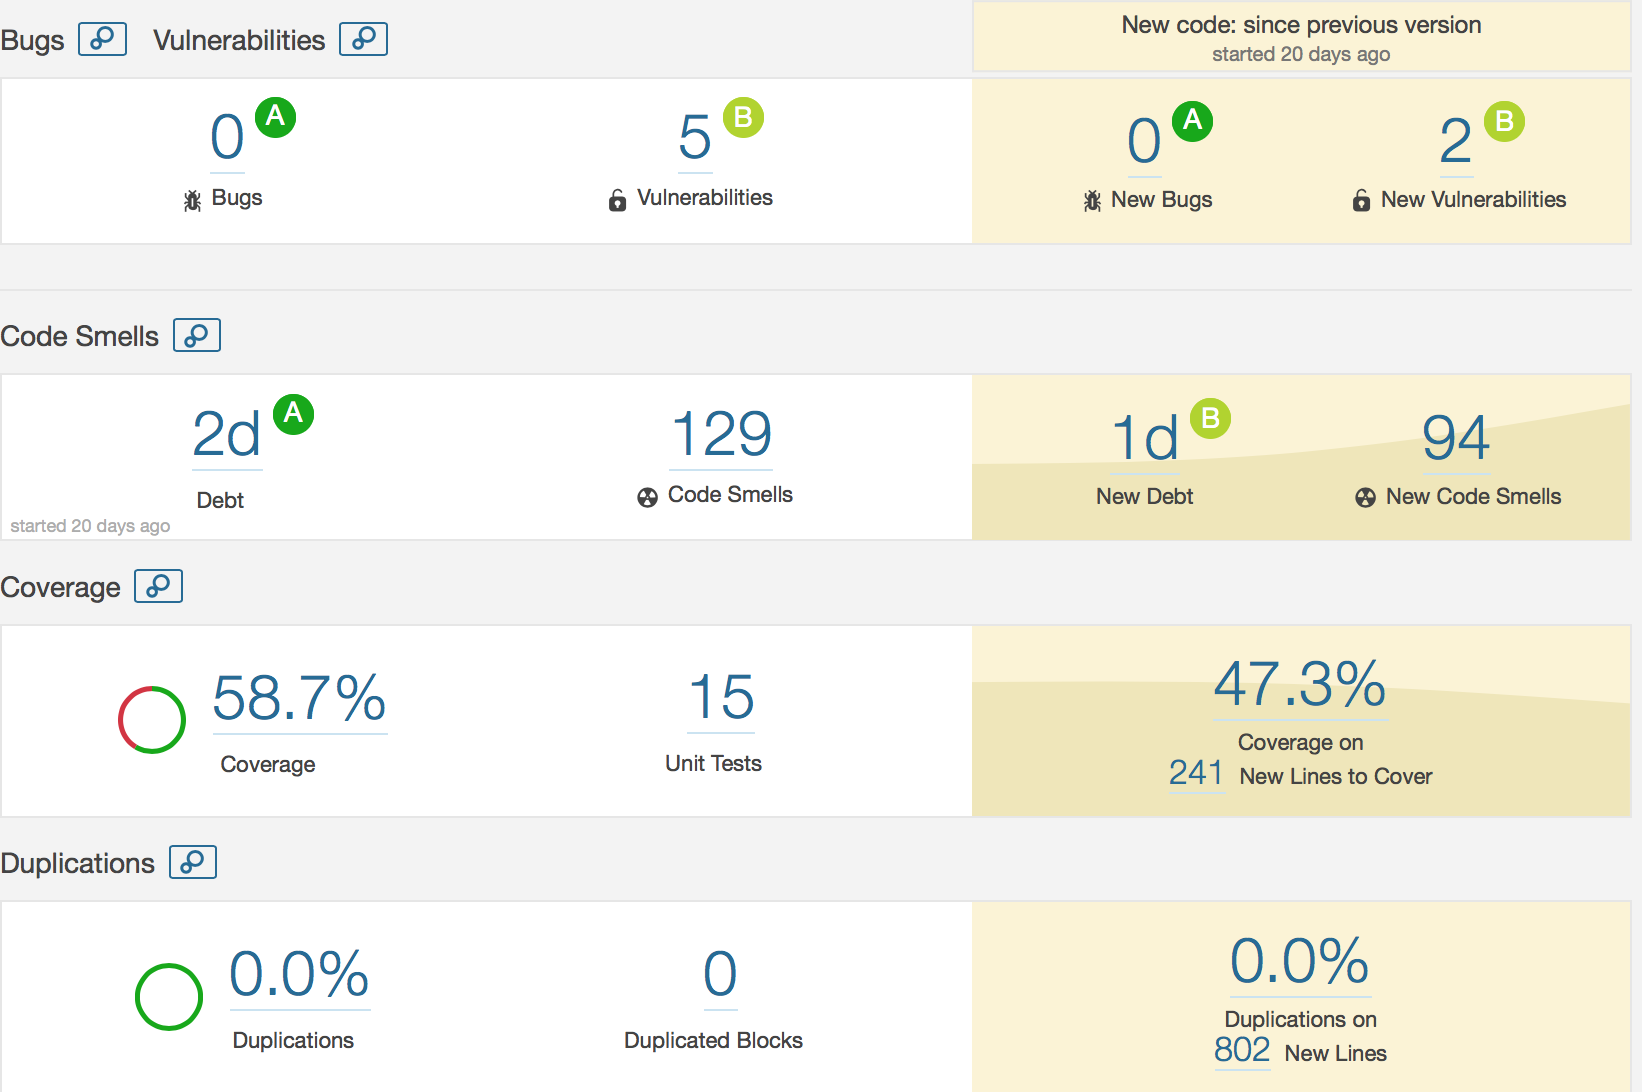 Bugs Vulnerabilities
New code: since previous version
started 20 days ago
0 A
Bugs
5 B
Vulnerabilities
0 A
New Bugs
2 B
New Vulnerabilities
Code Smells
2d A
Debt
started 20 days ago
129
Code Smells
1d B
New Debt
94
New Code Smells
Coverage
58.7%
Coverage
15
Unit Tests
47.3%
Coverage on
241 New Lines to Cover
Duplications
0.0%
Duplications
0
Duplicated Blocks
0.0%
Duplications on
802 New Lines